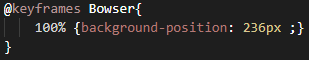 @keyframes Bowser{
    100% {background-position: 236px ;}
}